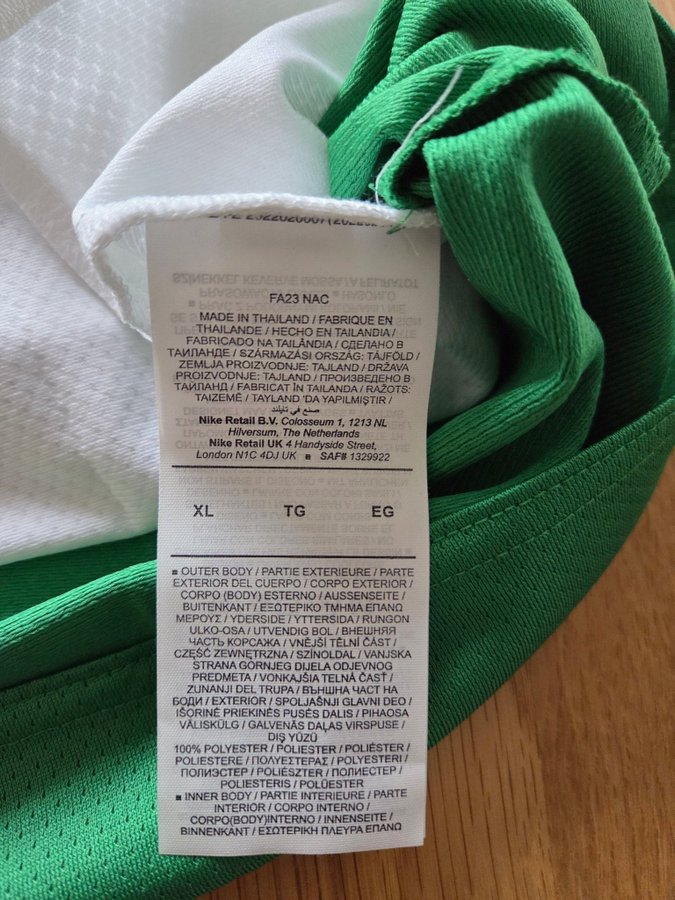 FA23 NAC
MADE IN THAILAND / FABRIQUE EN
THAILANDE / HECHO EN TAILANDIA /
FABRICADO NA TAILÂNDIA / СДЕЛАНО В
ТАИЛАНДЕ / SZÁRMAZÁSI ORSZÁG: TÁJFÖLD /
ZEMLJA PROIZVODNJE: TAJLAND / DRŽAVA
PROIZVODNJE: TAJLAND / ПРОИЗВЕДЕНО В
ТАИЛАНД / FABRICAT ÎN TAILANDA / RAŽOTS:
TAIZEMĒ / TAYLAND 'DA YAPILMIŞTIR /
صنع في تايلند
Nike Retail B.V. Colosseum 1, 1213 NL
Hilversum, The Netherlands
Nike Retail UK 4 Handyside Street,
London N1C 4DJ UK ■ SAF# 1329922
XL TG EG
■ OUTER BODY / PARTIE EXTERIEURE / PARTE
EXTERIOR DEL CUERPO / CORPO EXTERIOR /
CORPO (BODY) ESTERNO / AUSSENSEITE /
BUITENKANT / ΕΞΩΤΕΡΙΚΟ ΤΜΗΜΑ ΕΠΑΝΩ
ΜΕΡΟΥΣ / YDERSIDE / YTTERSIDA / RUNGON
ULKO-OSA / UTVENDIG BOL / ВНЕШНЯЯ
ЧАСТЬ КОРСАЖА / VNĚJŠÍ TĚLNÍ ČÁST /
CZĘŚĆ ZEWNĘTRZNA / SZÍNOLDAL / VANJSKA
STRANA GORNJEG DIJELA ODJEVNOG
PREDMETA / VONKAJŠIA TELNÁ ČASŤ /
ZUNANJI DEL TRUPA / ВЪНШНА ЧАСТ НА
БОДИ / EXTERIOR / SPOLJAŠNJI GLAVNI DEO /
IŠORINĖ PRIEKINĖS PUSĖS DALIS / PIHAOSA
VÄLISKÜLG / GALVENĀS DAĻAS VIRSPUSE /
DIŞ YÜZÜ
100% POLYESTER / POLIESTER / POLIÉSTER /
POLIESTERE / ΠΟΛΥΕΣΤΕΡΑΣ / POLYESTERI /
ПОЛИЭСТЕР / POLIÉSZTER / ПОЛИЕСТЕР /
POLIESTERIS / POLÜESTER
■ INNER BODY / PARTIE INTERIEURE / PARTE
INTERIOR / CORPO INTERNO /
CORPO(BODY)INTERNO / INNENSEITE /
BINNENKANT / ΕΣΩΤΕΡΙΚΗ ΠΛΕΥΡΑ ΕΠΑΝΩ